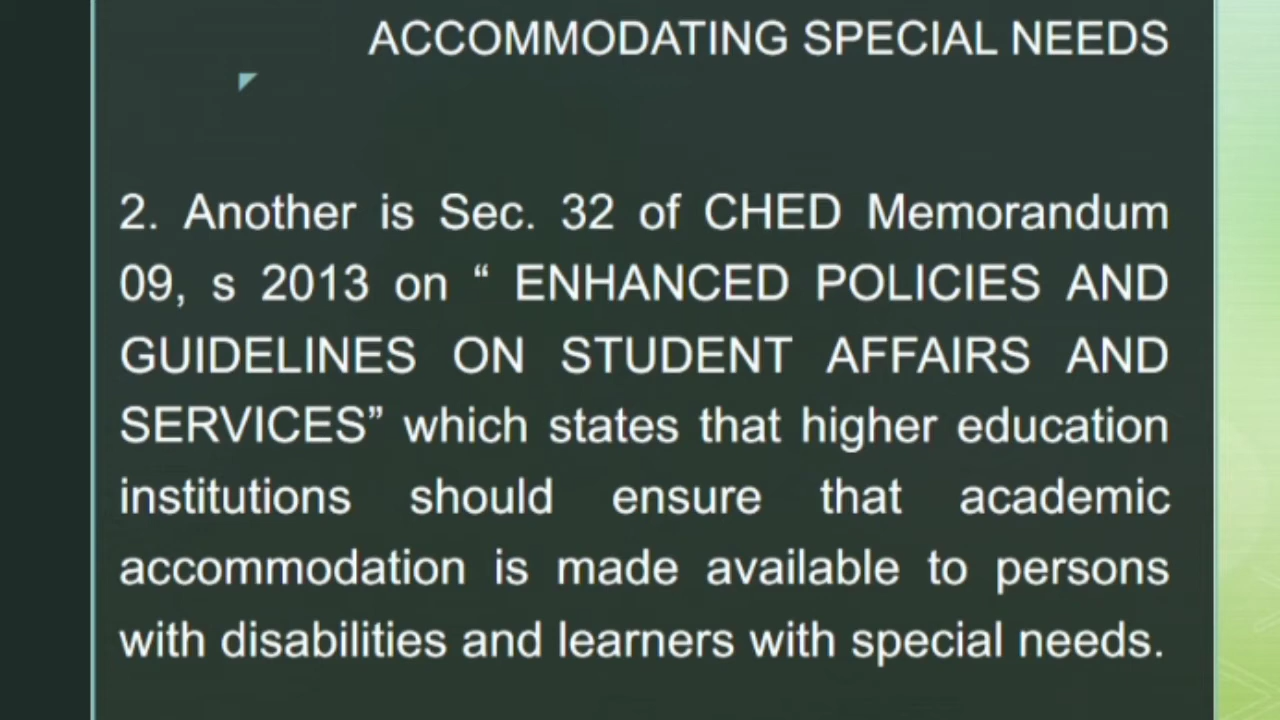 ACCOMMODATING SPECIAL NEEDS
2. Another is Sec. 32 of CHED Memorandum
09, s 2013 on “ ENHANCED POLICIES AND
GUIDELINES ON STUDENT AFFAIRS AND
SERVICES” which states that higher education
institutions should ensure that academic
accommodation is made available to persons
with disabilities and learners with special needs.